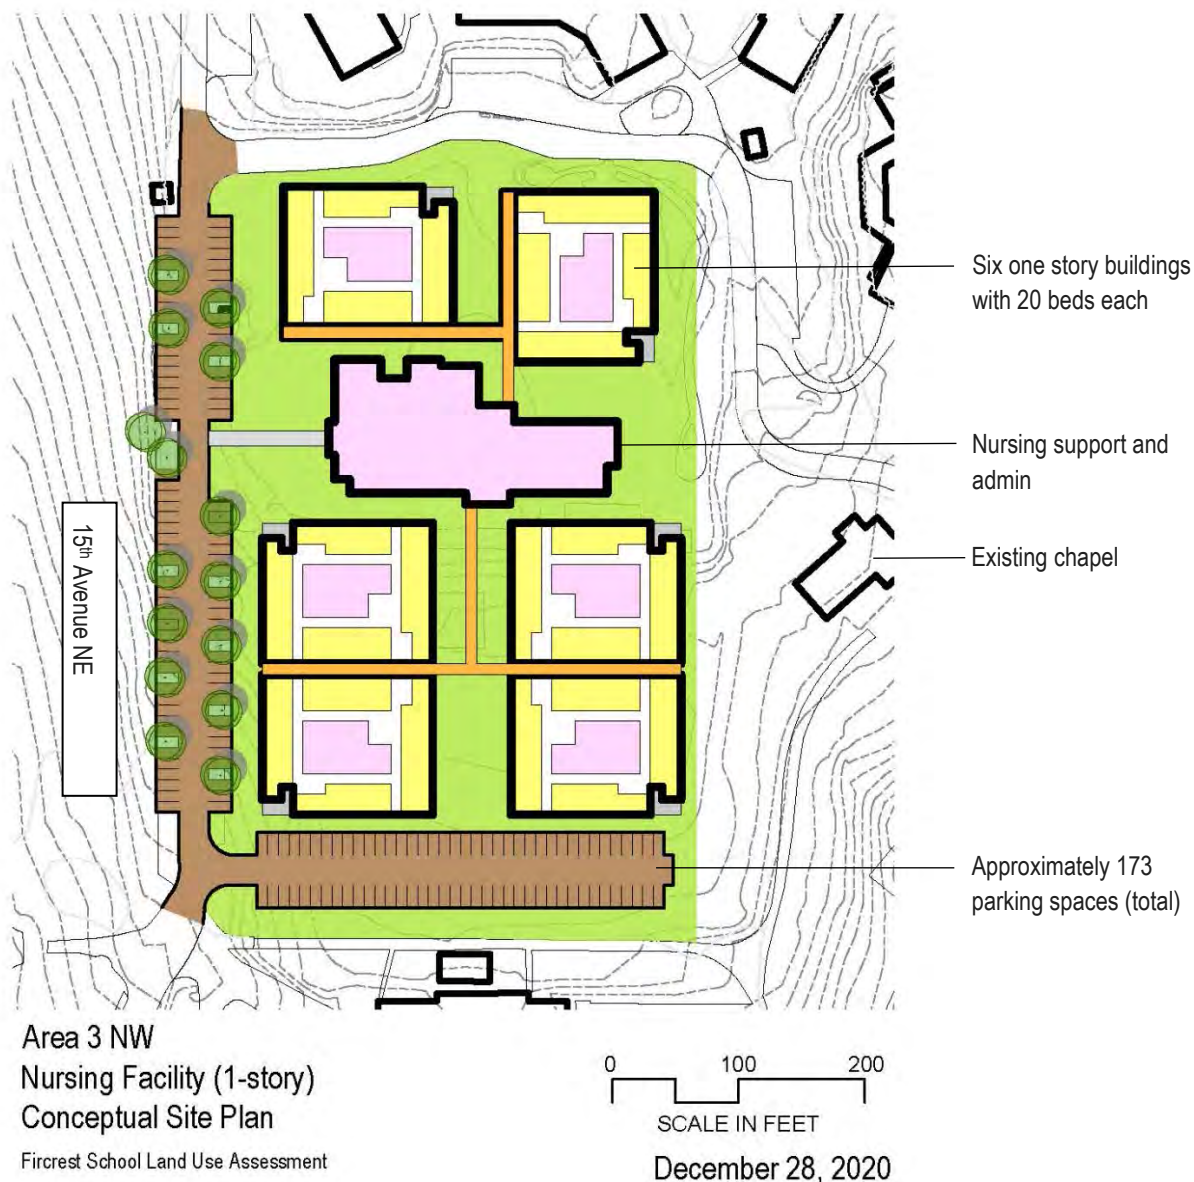 Six one story buildings
with 20 beds each
Nursing support and
admin
Existing chapel
15th Avenue NE
Approximately 173
parking spaces (total)
Area 3 NW
Nursing Facility (1-story)
Conceptual Site Plan
Fircrest School Land Use Assessment
0 100 200
SCALE IN FEET
December 28, 2020